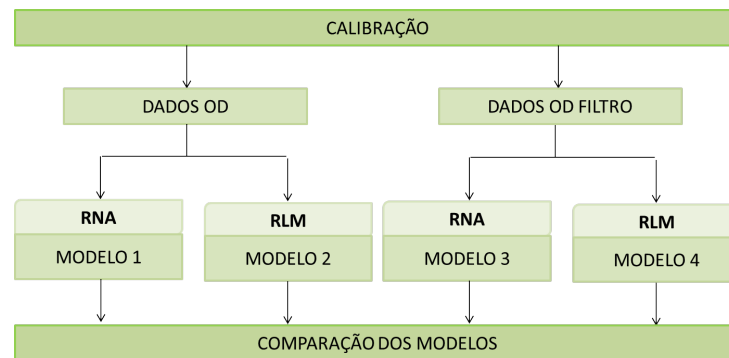 CALIBRAÇÃO
DADOS OD
DADOS OD FILTRO
RNA
RLM
RNA
RLM
MODELO 1
MODELO 2
MODELO 3
MODELO 4
COMPARAÇÃO DOS MODELOS